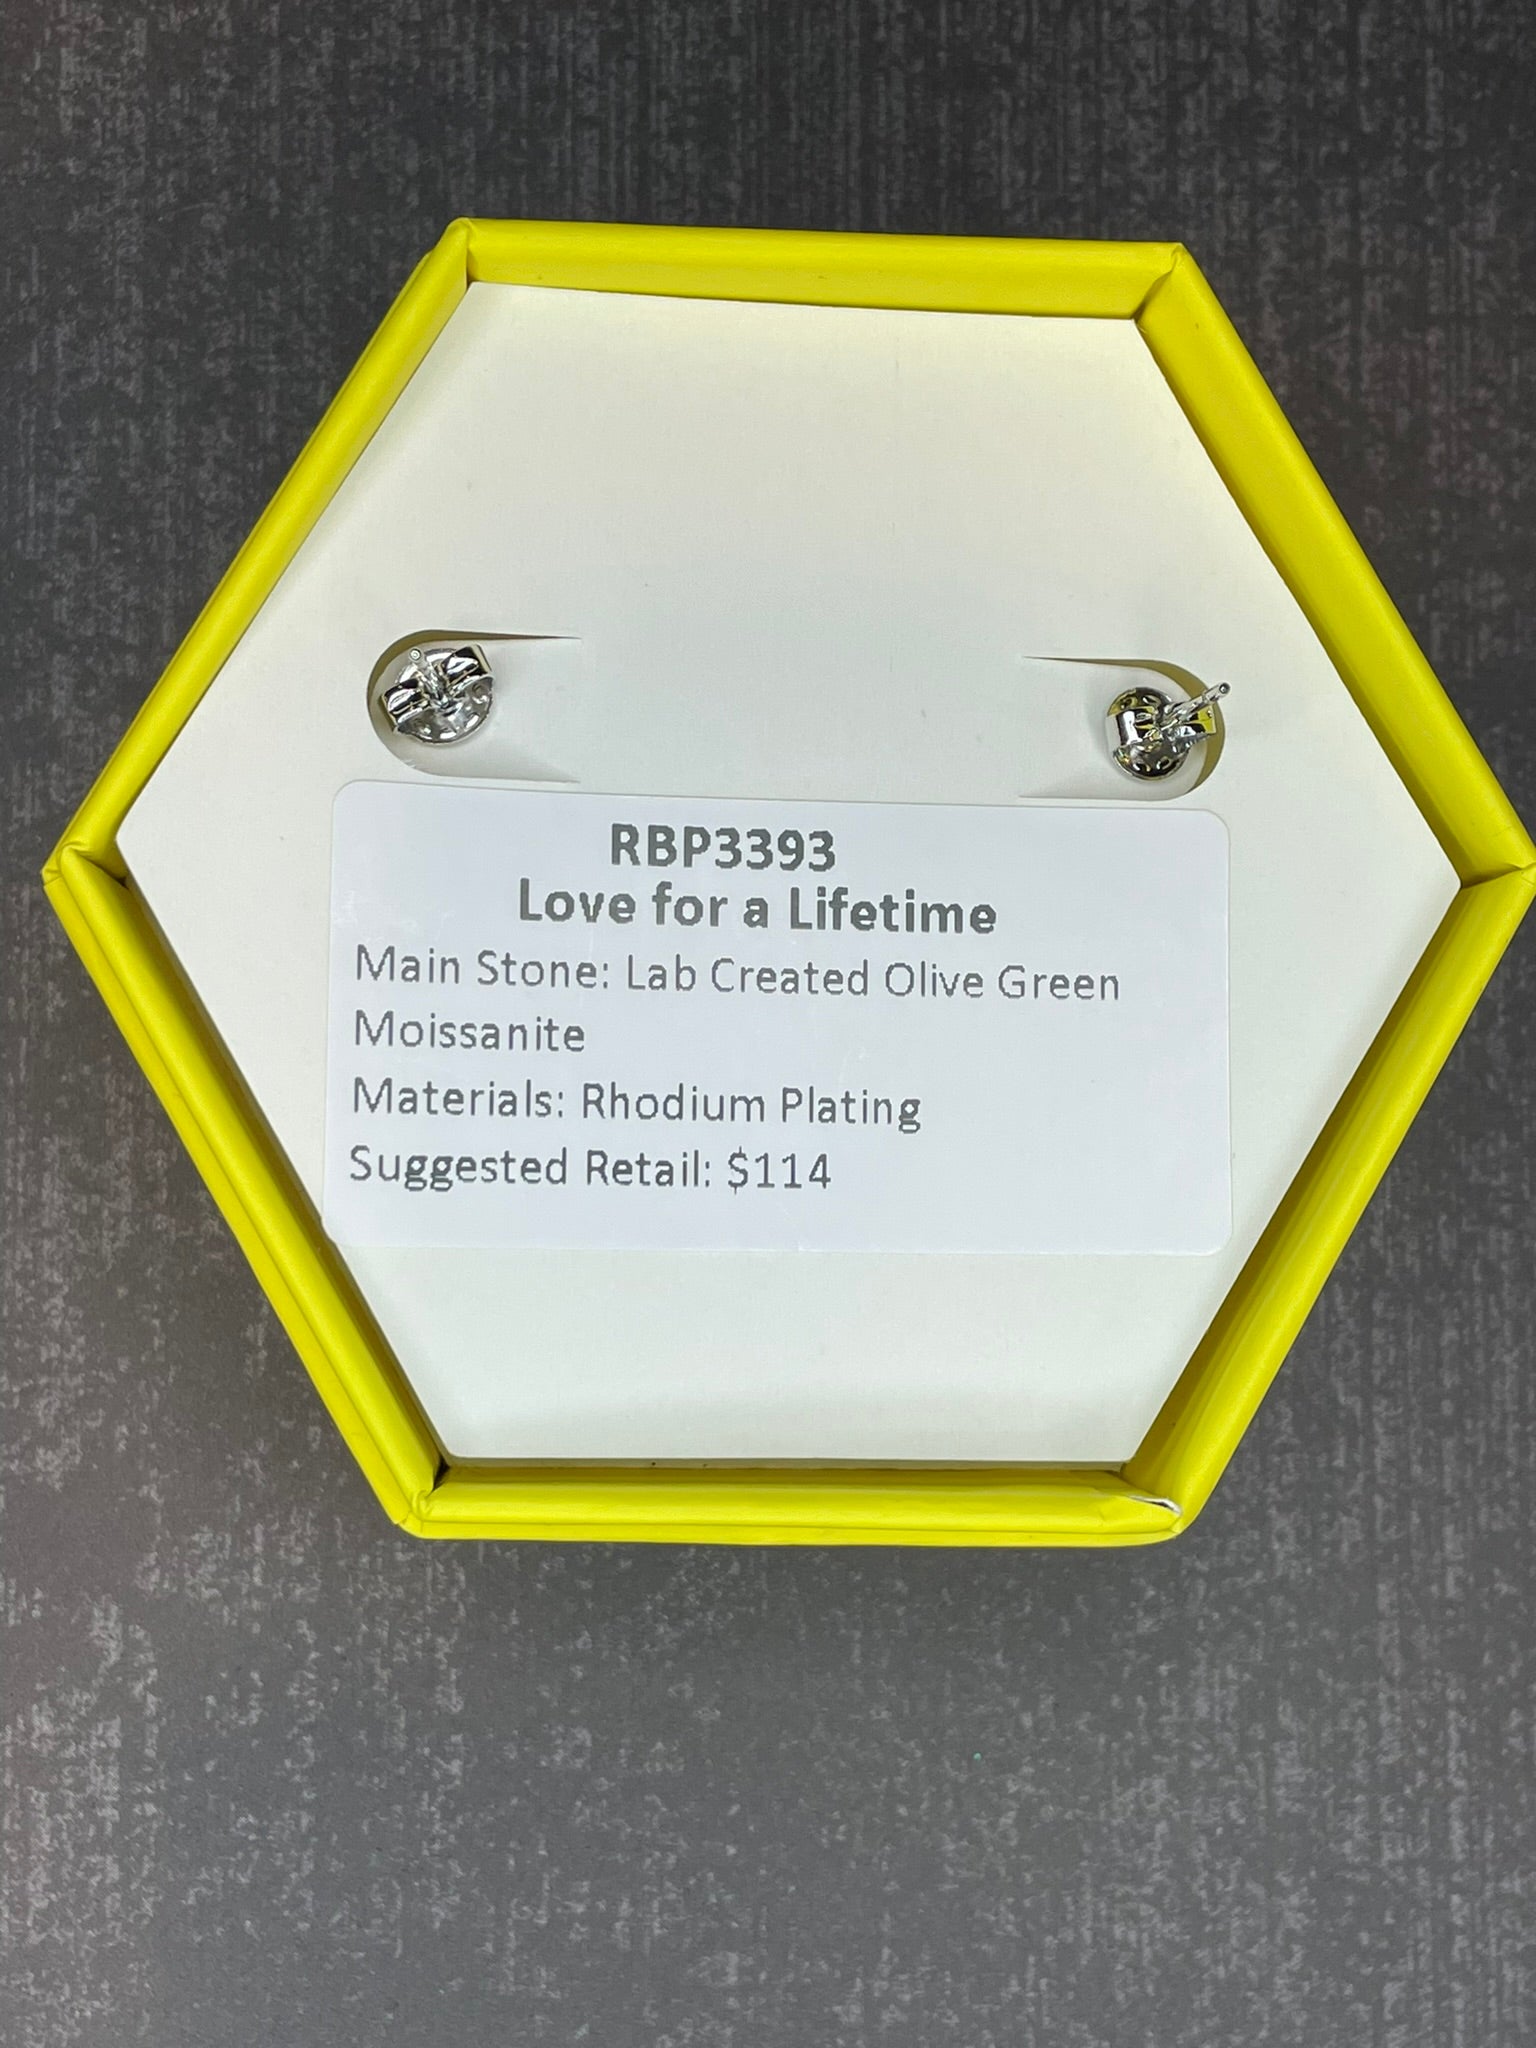 RBP3393
Love for a Lifetime
Main Stone: Lab Created Olive Green
Moissanite
Materials: Rhodium Plating
Suggested Retail: $114